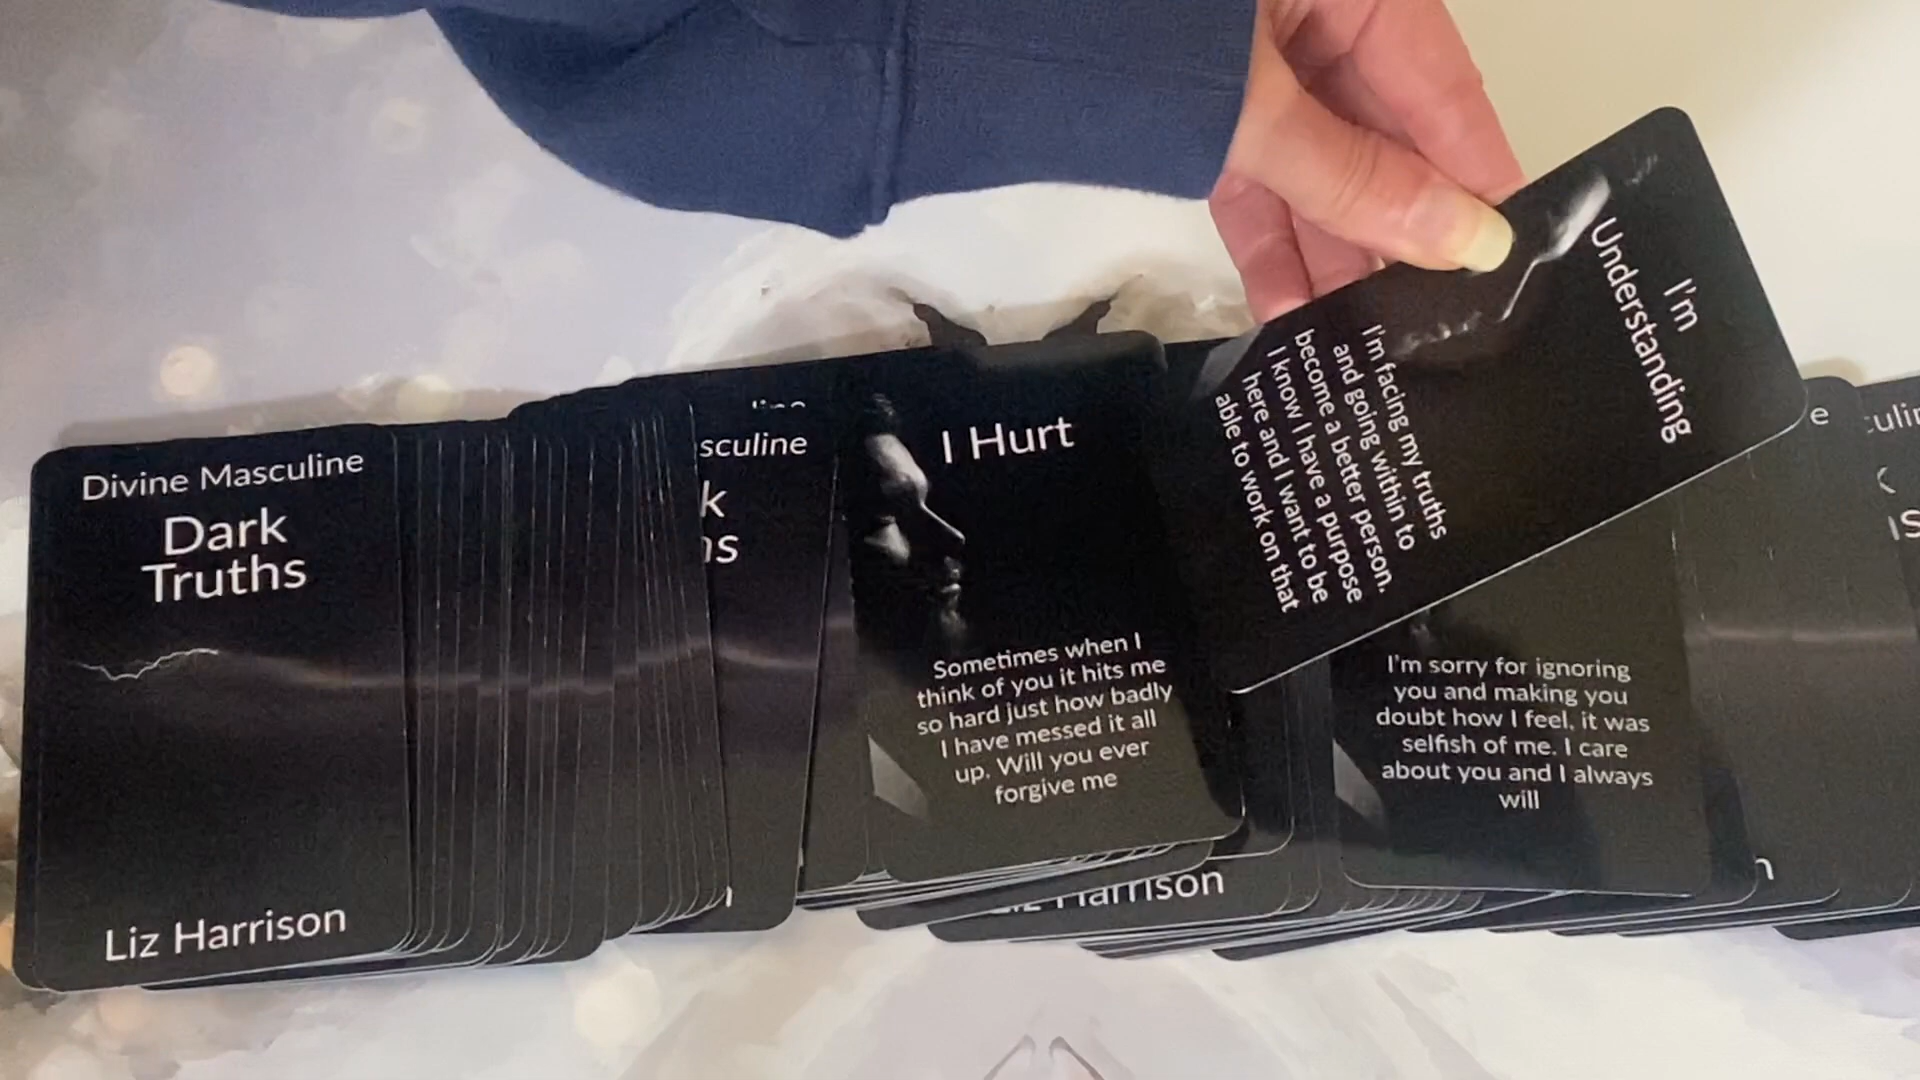 Divine Masculine
Dark
Truths
Liz Harrison
sculine
k
ns
I Hurt
Sometimes when I
think of you it hits me
so hard just how badly
I have messed it all
up. Will you ever
forgive me
Harrison
I'm
Understanding
I'm facing my truths
and going within to
become a better person.
I know I have a purpose
here and I want to be
able to work on that
I'm sorry for ignoring
you and making you
doubt how I feel, it was
selfish of me. I care
about you and I always
will
e
n